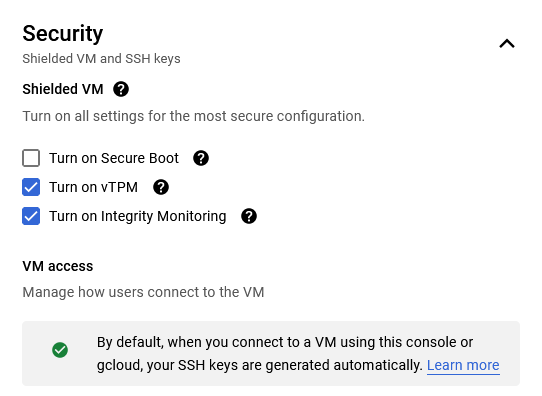 Security
Shielded VM and SSH keys
Shielded VM
Turn on all settings for the most secure configuration.
Turn on Secure Boot
Turn on vTPM
Turn on Integrity Monitoring
VM access
Manage how users connect to the VM
By default, when you connect to a VM using this console or
gcloud, your SSH keys are generated automatically. Learn more